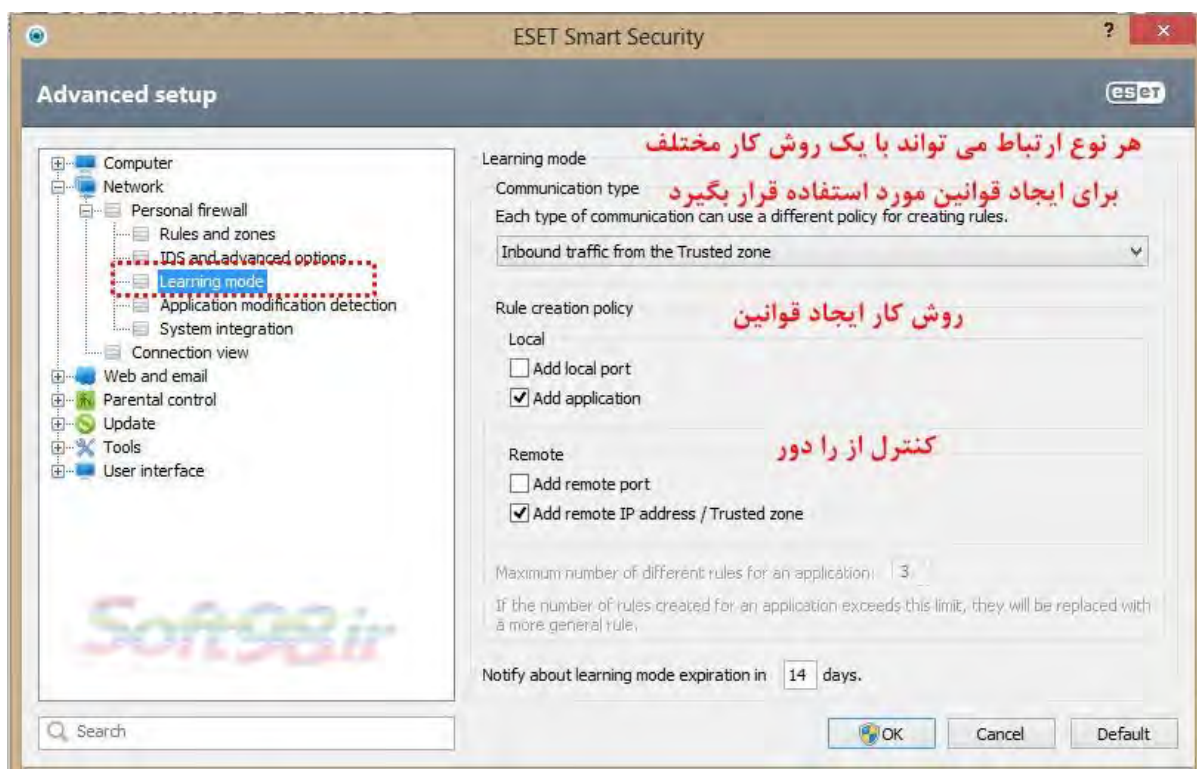 ESET Smart Security
?
×
Advanced setup
eset
Computer
Network
Personal firewall
Rules and zones
IDS and advanced options
Learning mode
Application modification detection
System integration
Connection view
Web and email
Parental control
Update
Tools
User interface
Soft98.ir
Search
هر نوع ارتباط می تواند با یک روش کار مختلف
Learning mode
برای ایجاد قوانین مورد استفاده قرار بگیرد
Communication type
Each type of communication can use a different policy for creating rules.
Inbound traffic from the Trusted zone
Rule creation policy
روش کار ایجاد قوانین
Local
Add local port
Add application
Remote
کنترل از را دور
Add remote port
Add remote IP address / Trusted zone
Maximum number of different rules for an application: 3
If the number of rules created for an application exceeds this limit, they will be replaced with
a more general rule.
Notify about learning mode expiration in 14 days.
OK
Cancel
Default